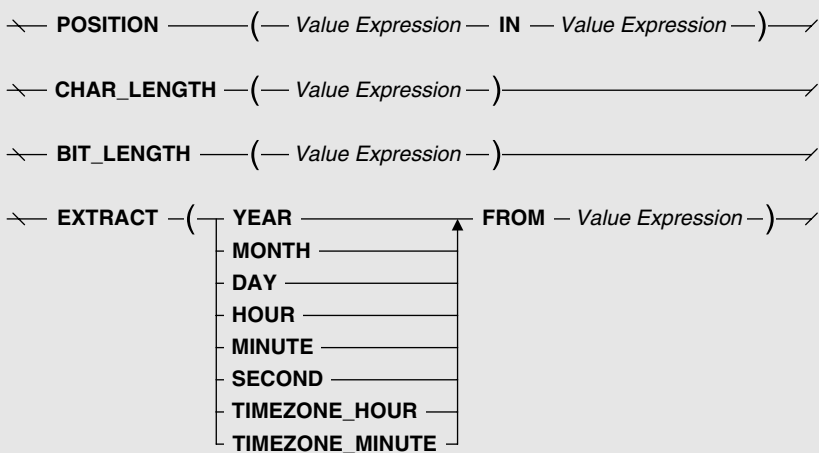 POSITION ( Value Expression IN Value Expression )
CHAR_LENGTH ( Value Expression )
BIT_LENGTH ( Value Expression )
EXTRACT ( YEAR FROM Value Expression )
MONTH
DAY
HOUR
MINUTE
SECOND
TIMEZONE_HOUR
TIMEZONE_MINUTE